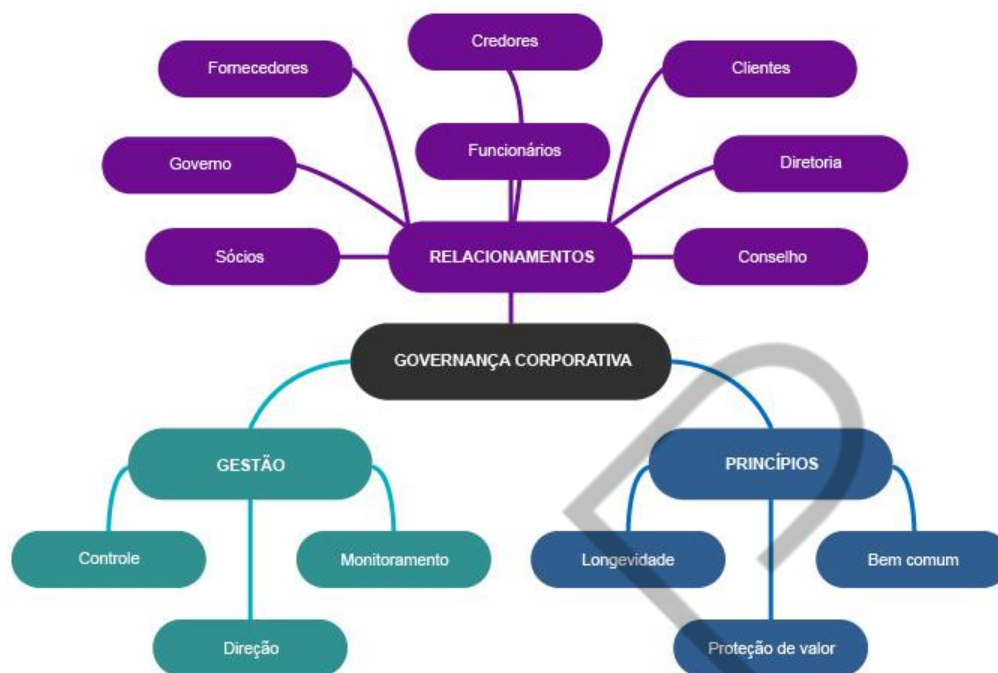 Credores
Fornecedores
Clientes
Funcionários
Governo
Diretoria
Sócios
RELACIONAMENTOS
Conselho
GOVERNANÇA CORPORATIVA
GESTÃO
PRINCÍPIOS
Controle
Monitoramento
Longevidade
Bem comum
Direção
Proteção de valor